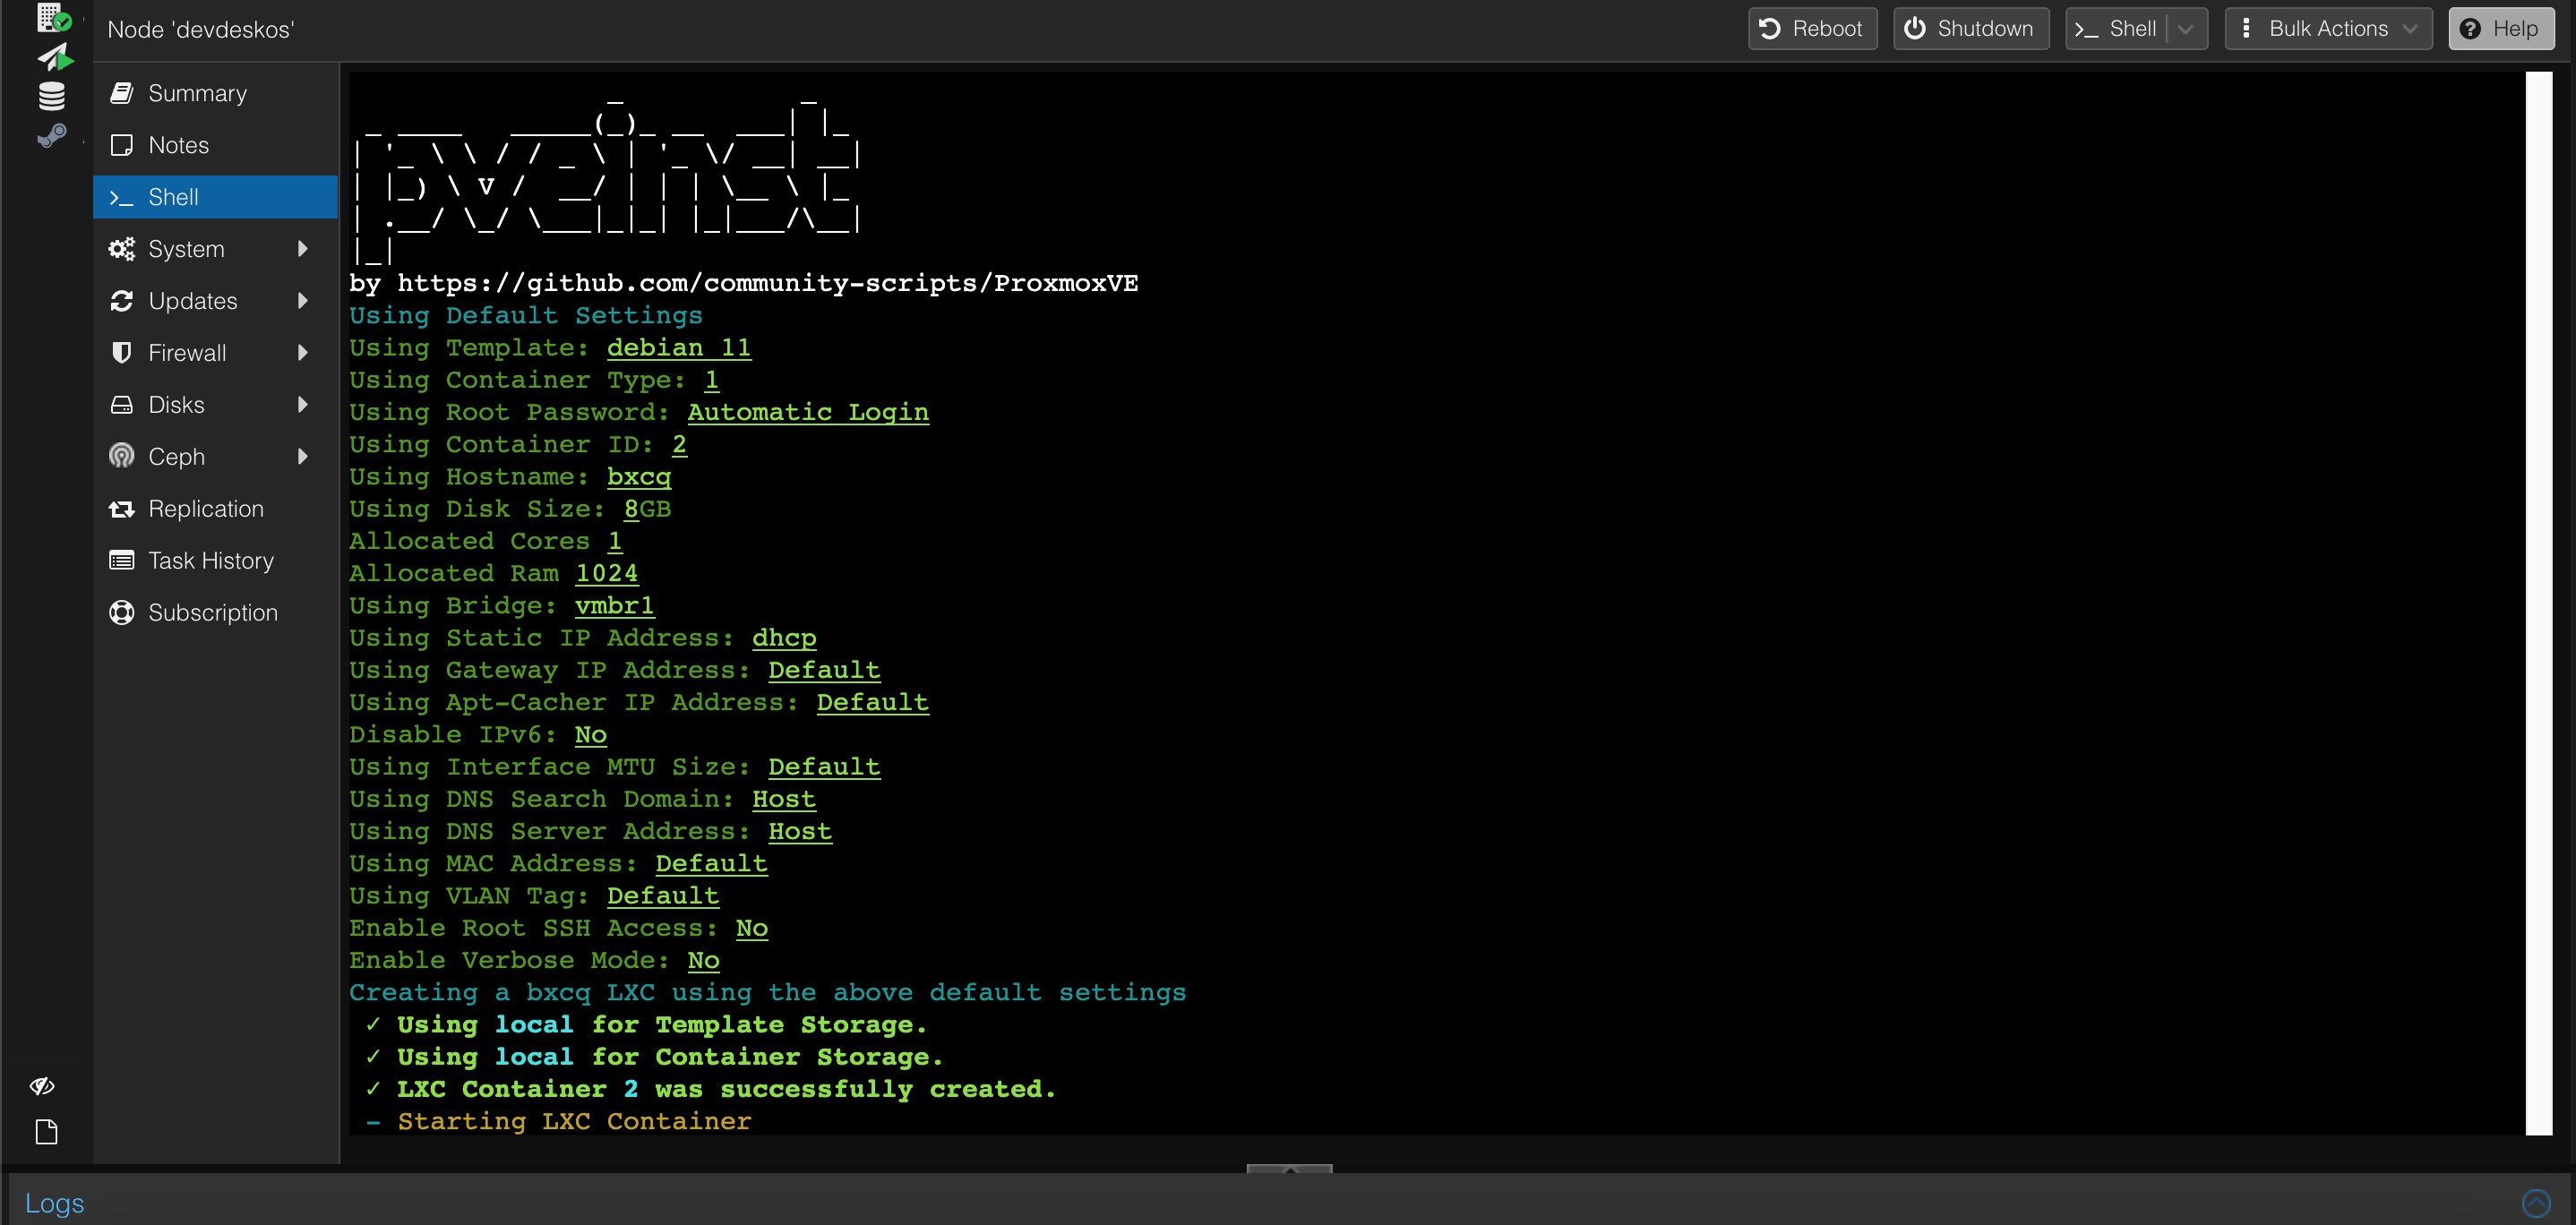 Node 'devdeskos'
Reboot
Shutdown
Shell
Bulk Actions
Help
Summary
Notes
Shell
System
Updates
Firewall
Disks
Ceph
Replication
Task History
Subscription
pveinst
by https://github.com/community-scripts/ProxmoxVE
Using Default Settings
Using Template: debian 11
Using Container Type: 1
Using Root Password: Automatic Login
Using Container ID: 2
Using Hostname: bxcq
Using Disk Size: 8GB
Allocated Cores 1
Allocated Ram 1024
Using Bridge: vmbr1
Using Static IP Address: dhcp
Using Gateway IP Address: Default
Using Apt-Cacher IP Address: Default
Disable IPv6: No
Using Interface MTU Size: Default
Using DNS Search Domain: Host
Using DNS Server Address: Host
Using MAC Address: Default
Using VLAN Tag: Default
Enable Root SSH Access: No
Enable Verbose Mode: No
Creating a bxcq LXC using the above default settings
✓ Using local for Template Storage.
✓ Using local for Container Storage.
✓ LXC Container 2 was successfully created.
- Starting LXC Container
Logs